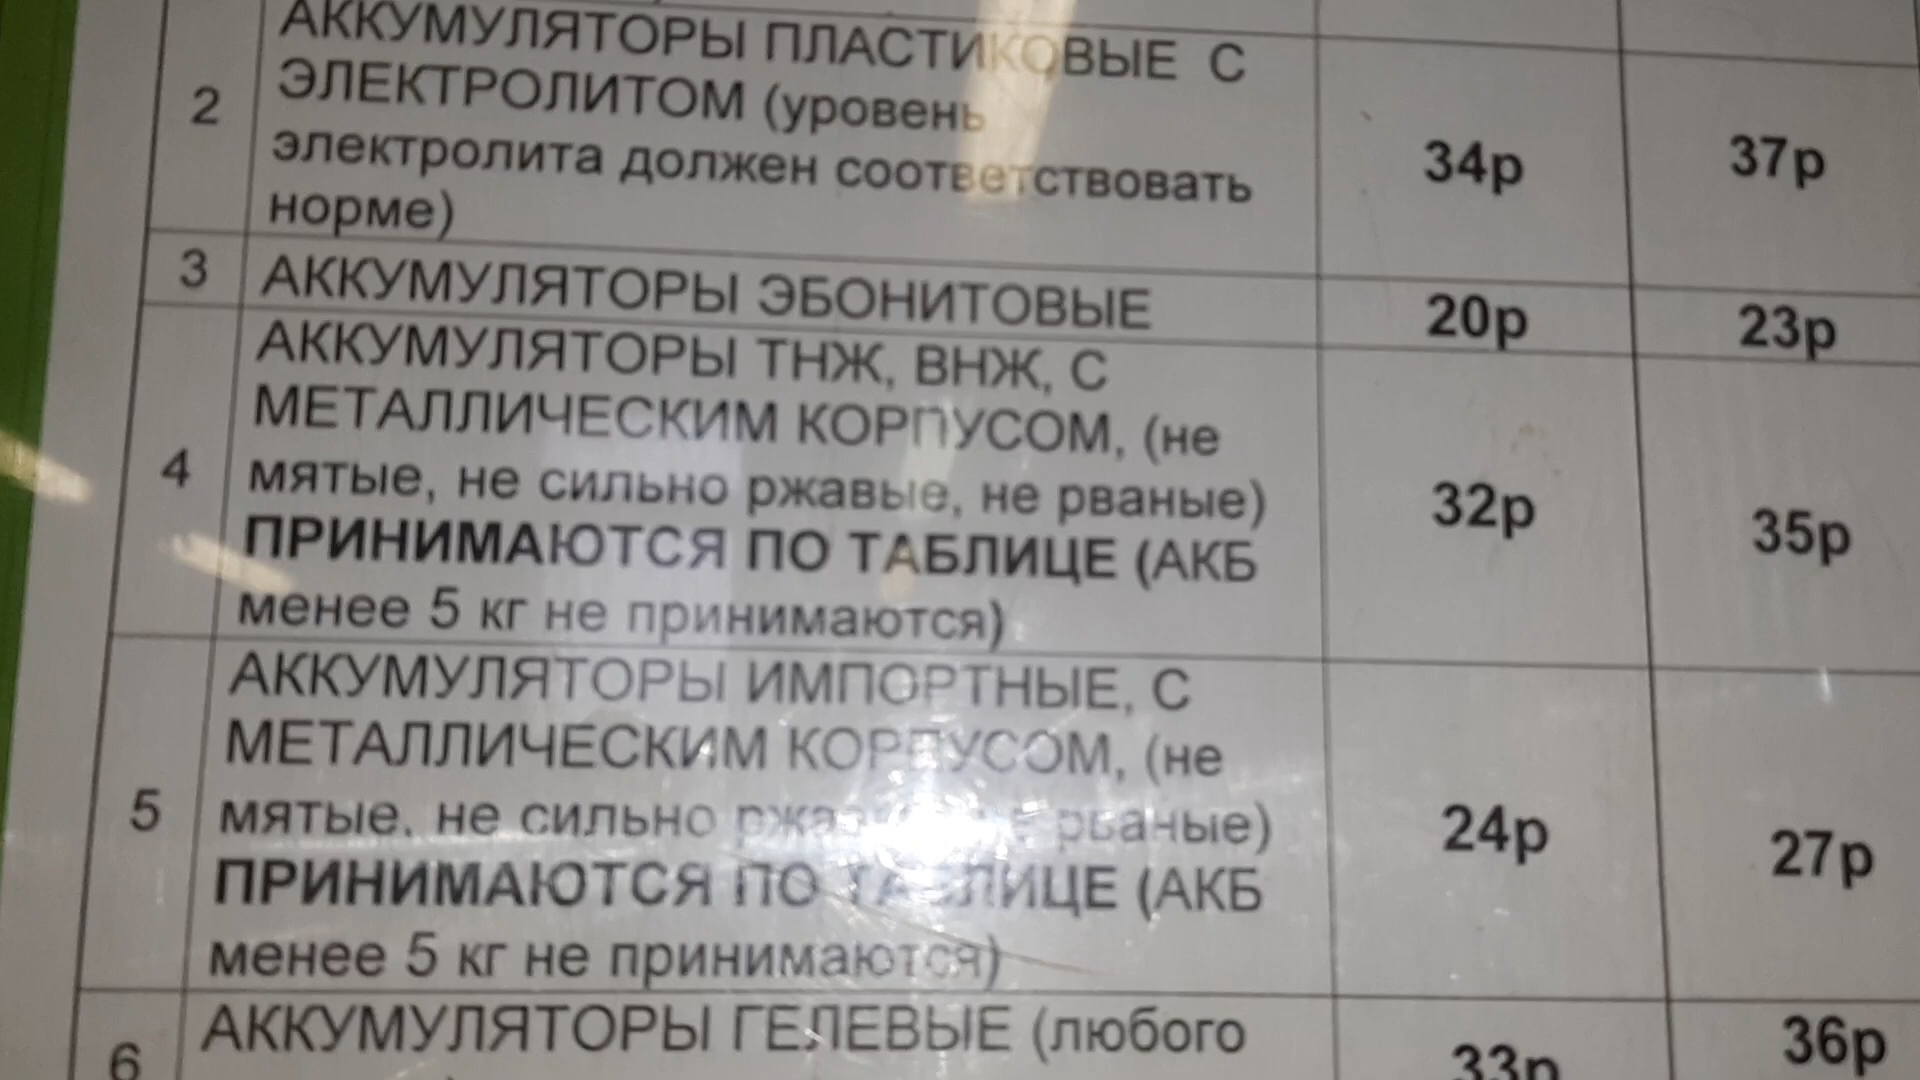 2
АККУМУЛЯТОРЫ ПЛАСТИКОВЫЕ С
ЭЛЕКТРОЛИТОМ (уровень
электролита должен соответствовать
норме)
34р
37р
3
АККУМУЛЯТОРЫ ЭБОНИТОВЫЕ
20р
23р
4
АККУМУЛЯТОРЫ ТНЖ, ВНЖ, С
МЕТАЛЛИЧЕСКИМ КОРПУСОМ, (не
мятые, не сильно ржавые, не рваные)
ПРИНИМАЮТСЯ ПО ТАБЛИЦЕ (АКБ
менее 5 кг не принимаются)
32р
35р
5
АККУМУЛЯТОРЫ ИМПОРТНЫЕ, С
МЕТАЛЛИЧЕСКИМ КОРПУСОМ, (не
мятые, не сильно рваные)
ПРИНИМАЮТСЯ ПО ТАБЛИЦЕ (АКБ
менее 5 кг не принимаются)
24р
27р
6
АККУМУЛЯТОРЫ ГЕЛЕВЫЕ (любого
33р
36р